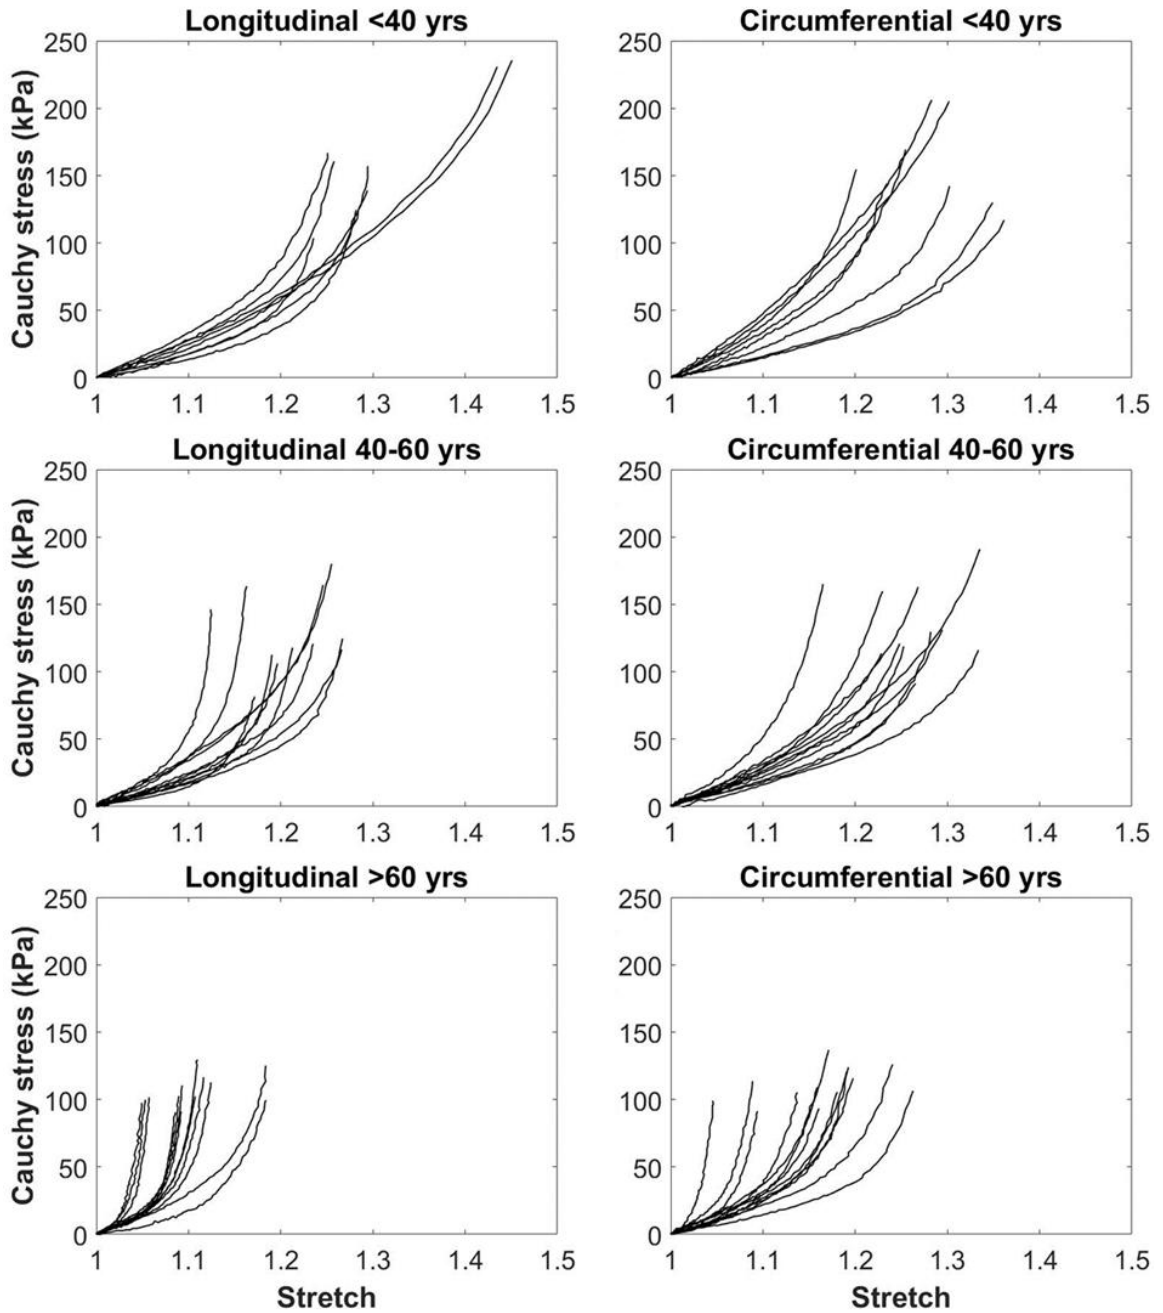 Longitudinal <40 yrs
Circumferential <40 yrs
Cauchy stress (kPa)
250
200
150
100
50
0
1 1.1 1.2 1.3 1.4 1.5
250
200
150
100
50
0
1 1.1 1.2 1.3 1.4 1.5
Longitudinal 40-60 yrs
Circumferential 40-60 yrs
Cauchy stress (kPa)
250
200
150
100
50
0
1 1.1 1.2 1.3 1.4 1.5
250
200
150
100
50
0
1 1.1 1.2 1.3 1.4 1.5
Longitudinal >60 yrs
Circumferential >60 yrs
Cauchy stress (kPa)
250
200
150
100
50
0
1 1.1 1.2 1.3 1.4 1.5
Stretch
250
200
150
100
50
0
1 1.1 1.2 1.3 1.4 1.5
Stretch